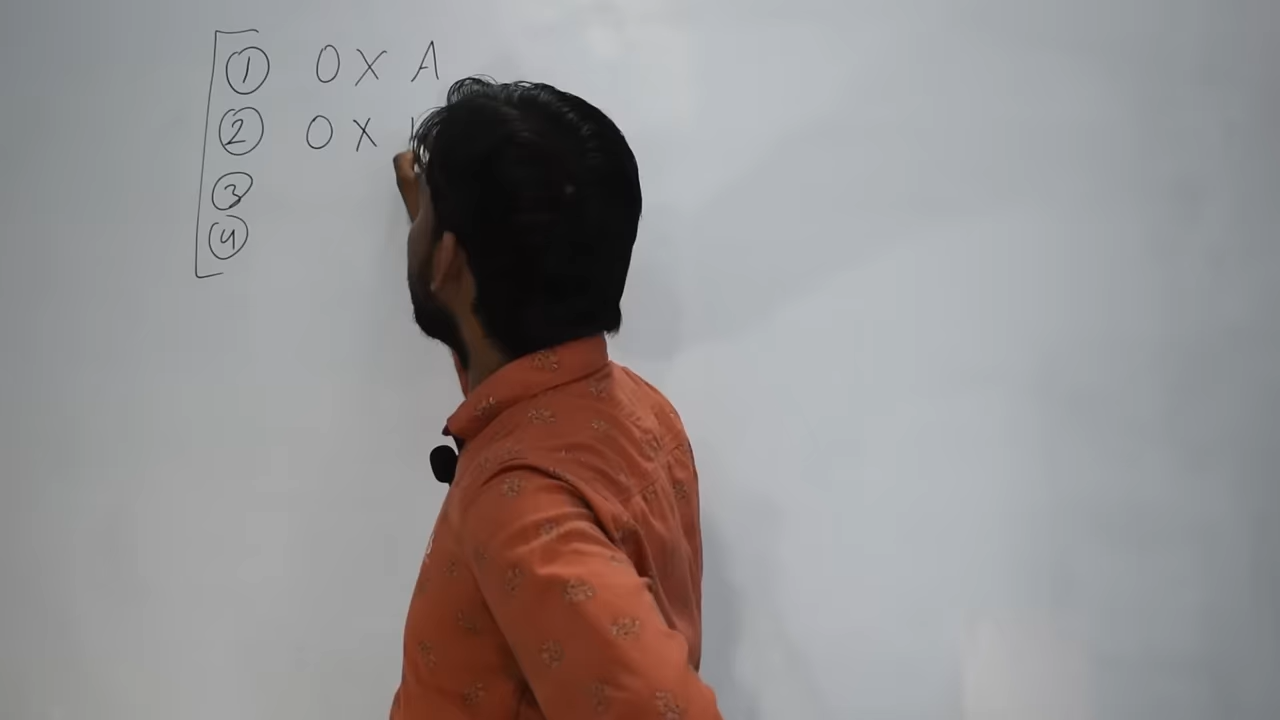 ① 0 X A
② 0 X
③
④